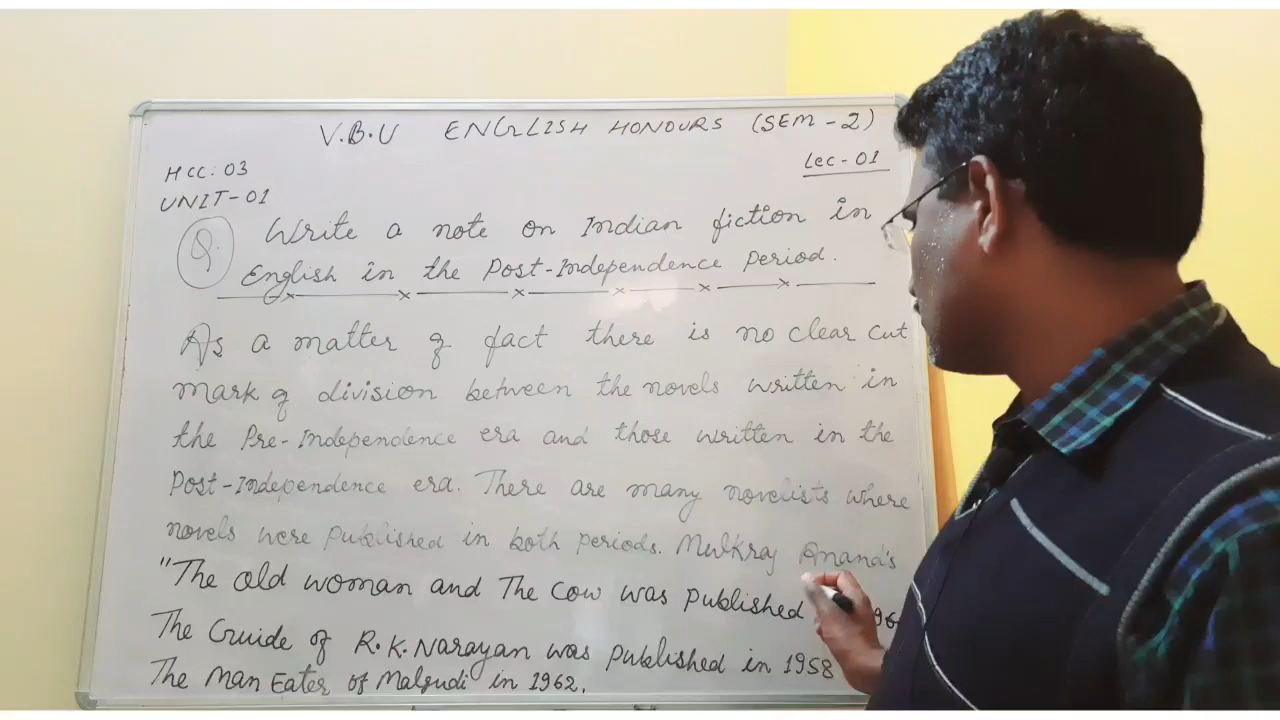 V.B.U ENGLISH HONOURS (SEM - 2)
HCC: 03
Lec - 01
UNIT - 01
Q. Write a note on Indian fiction in
English in the Post-Independence Period.
As a matter of fact there is no clear cut
mark of division between the novels written in
the Pre-Independence era and those written in the
Post-Independence era. There are many novelists where
novels were published in both periods. Mulkraj Anand's
"The old woman and The Cow was published
The Guide of R.K. Narayan was published in 1958
The Man Eater of Malgudi in 1962.